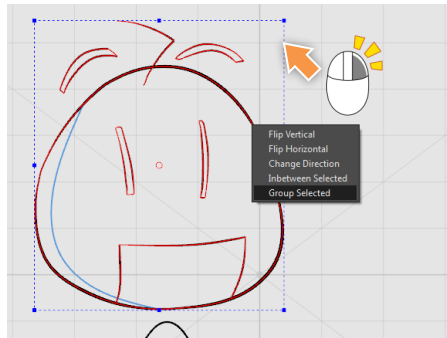 Flip Vertical
Flip Horizontal
Change Direction
Inbetween Selected
Group Selected